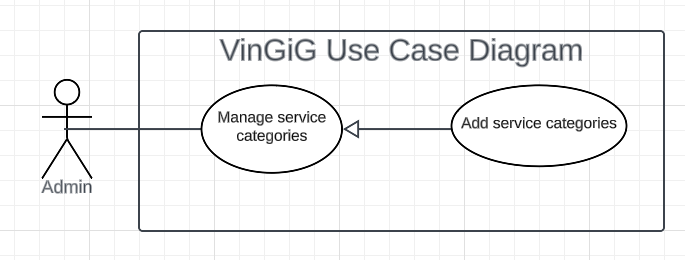 VinGiG Use Case Diagram
Manage service
categories
Add service categories
Admin